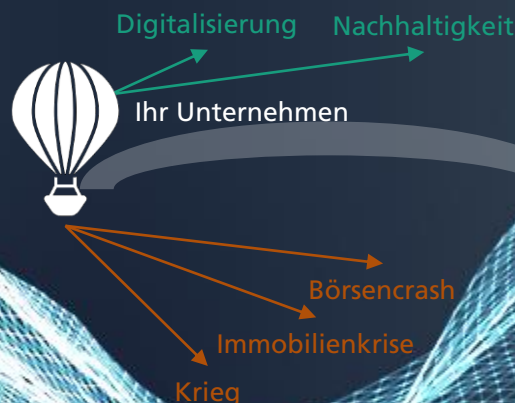 Digitalisierung
Nachhaltigkeit
Ihr Unternehmen
Börsencrash
Immobilienkrise
Krieg